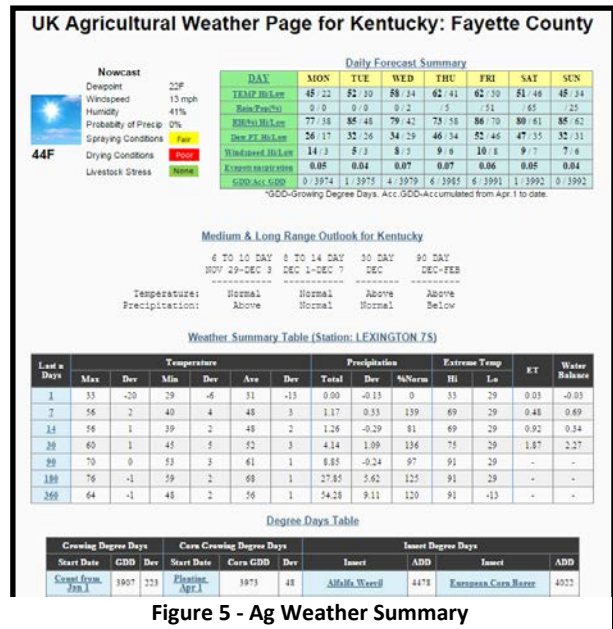 UK Agricultural Weather Page for Kentucky: Fayette County
Nowcast
Dewpoint 22F
Windspeed 13 mph
Humidity 41%
Probabilty of Precip 0%
Spraying Conditions Fair
Drying Conditions Poor
Livestock Stress None
44F
Daily Forecast Summary
DAY MON TUE WED THU FRI SAT SUN
TEMP Hi/Low 45 / 22 52 / 30 58 / 34 62 / 41 62 / 50 51 / 46 45 / 34
Rain/Pop(%) 0 / 0 0 / 0 0 / 2 / 5 / 51 / 65 / 25
RH(%) Hi/Low 77 / 38 85 / 48 79 / 42 73 / 58 86 / 70 80 / 61 85 / 62
Dew PT Hi/Low 26 / 17 32 / 26 34 / 29 46 / 34 52 / 46 47 / 35 32 / 31
Windspeed Hi/Low 14 / 3 5 / 3 8 / 5 9 / 6 10 / 8 9 / 7 7 / 6
Evapotranspiration 0.05 0.04 0.07 0.07 0.06 0.05 0.04
GDD/Acc GDD 0 / 3974 1 / 3975 4 / 3979 6 / 3985 6 / 3991 1 / 3992 0 / 3992
*GDD-Growing Degree Days. Acc.GDD-Accumulated from Apr.1 to date.
Medium & Long Range Outlook for Kentucky
6 TO 10 DAY 8 TO 14 DAY 30 DAY 90 DAY
NOV 29-DEC 3 DEC 1-DEC 7 DEC DEC-FEB
Temperature: Normal Normal Above Above
Precipitation: Above Normal Normal Below
Weather Summary Table (Station: LEXINGTON 7S)
Last n Days Temperature Precipitation Extreme Temp ET Water Balance
Max Dev Min Dev Ave Dev Total Dev %Norm Hi Lo
1 33 -20 29 -6 31 -13 0.00 -0.13 0 33 29 0.03 -0.03
7 56 2 40 4 48 3 1.17 0.33 139 69 29 0.48 0.69
14 56 1 39 2 48 2 1.26 -0.29 81 69 29 0.92 0.34
30 60 1 45 5 52 3 4.14 1.09 136 75 29 1.87 2.27
90 70 0 53 3 61 1 8.85 -0.24 97 91 29 - -
180 76 -1 59 2 68 1 27.85 5.62 125 91 29 - -
360 64 -1 48 2 56 1 54.28 9.11 120 91 -13 - -
Degree Days Table
Growing Degree Days Corn Growing Degree Days Insect Degree Days
Start Date GDD Dev Start Date Corn GDD Dev Insect ADD Insect ADD
Count from Jan 1 3907 223 Planting Apr 1 3973 48 Alfalfa Weevil 4478 European Corn Borer 4022
Figure 5 - Ag Weather Summary